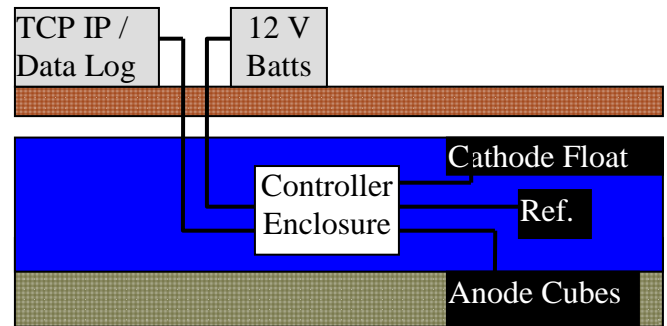 TCP IP /
Data Log
12 V
Batts
Cathode Float
Controller
Enclosure
Ref.
Anode Cubes